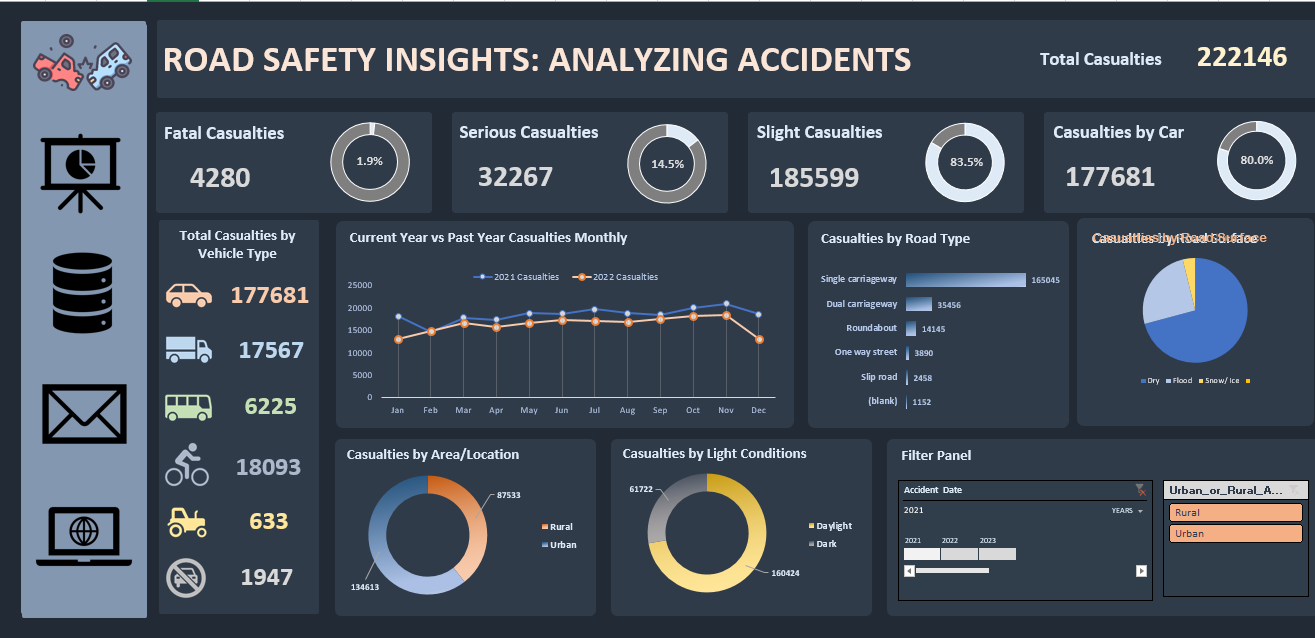 ROAD SAFETY INSIGHTS: ANALYZING ACCIDENTS
Total Casualties
222146
Fatal Casualties
4280
1.9%
Serious Casualties
32267
14.5%
Slight Casualties
185599
83.5%
Casualties by Car
177681
80.0%
Total Casualties by
Vehicle Type
177681
17567
6225
18093
633
1947
Current Year vs Past Year Casualties Monthly
2021 Casualties
2022 Casualties
25000
20000
15000
10000
5000
0
Jan Feb Mar Apr May Jun Jul Aug Sep Oct Nov Dec
Casualties by Road Type
Single carriageway 165045
Dual carriageway 35456
Roundabout 14145
One way street 3890
Slip road 2458
(blank) 1152
Casualties by Road Surface
Dry Flood Snow/ Ice
Casualties by Area/Location
87533
134613
Rural
Urban
Casualties by Light Conditions
61722
160424
Daylight
Dark
Filter Panel
Accident Date
2021
YEARS
2021 2022 2023
Urban_or_Rural_A...
Rural
Urban